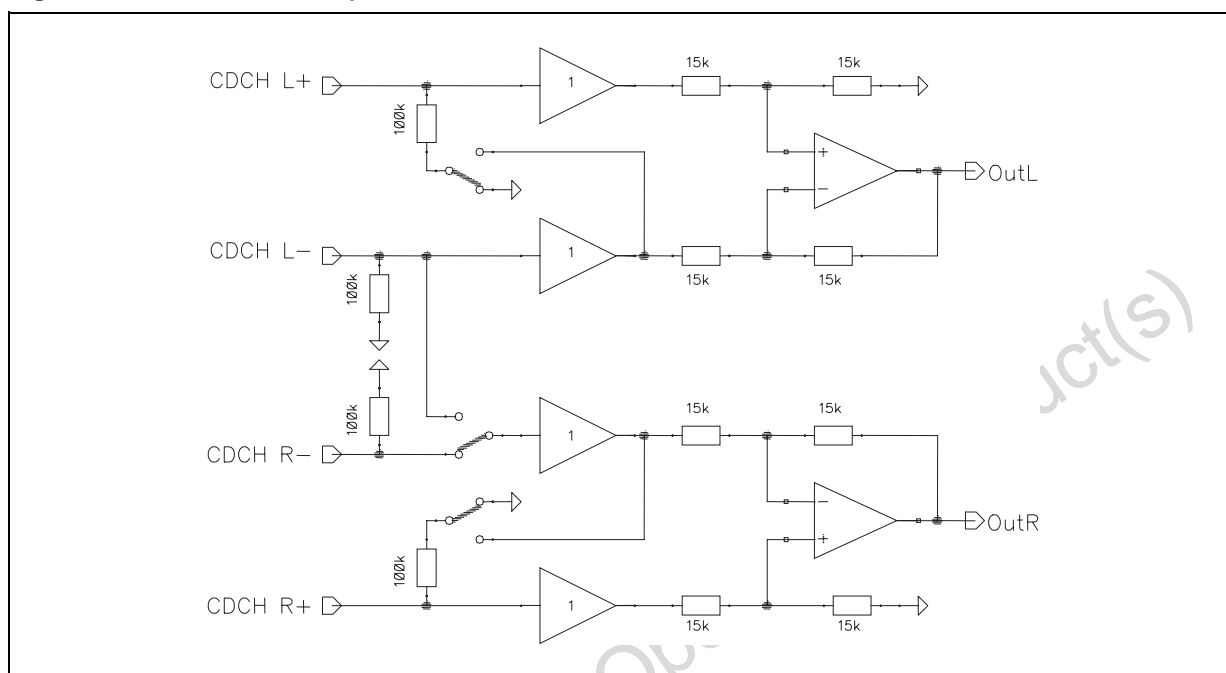 CDCH L+
1
15k
15k
100k
+
−
OutL
CDCH L−
1
15k
15k
100k
100k
CDCH R−
1
15k
15k
−
+
OutR
100k
CDCH R+
1
15k
15k
uct(s)